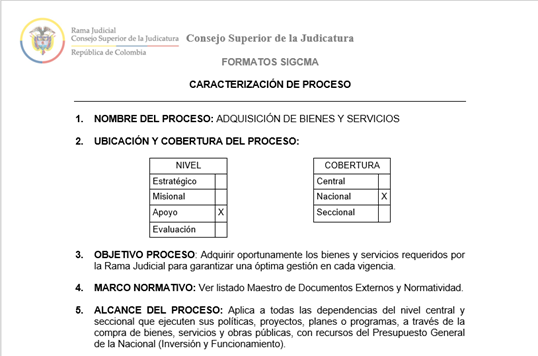 Rama Judicial
Consejo Superior de la Judicatura
República de Colombia
Consejo Superior de la Judicatura
FORMATOS SIGCMA
CARACTERIZACIÓN DE PROCESO
1. NOMBRE DEL PROCESO: ADQUISICIÓN DE BIENES Y SERVICIOS
2. UBICACIÓN Y COBERTURA DEL PROCESO:
NIVEL
Estratégico
Misional
Apoyo X
Evaluación
COBERTURA
Central
Nacional X
Seccional
3. OBJETIVO PROCESO: Adquirir oportunamente los bienes y servicios requeridos por
la Rama Judicial para garantizar una óptima gestión en cada vigencia.
4. MARCO NORMATIVO: Ver listado Maestro de Documentos Externos y Normatividad.
5. ALCANCE DEL PROCESO: Aplica a todas las dependencias del nivel central y
seccional que ejecuten sus políticas, proyectos, planes o programas, a través de la
compra de bienes, servicios y obras públicas, con recursos del Presupuesto General
de la Nacional (Inversión y Funcionamiento).